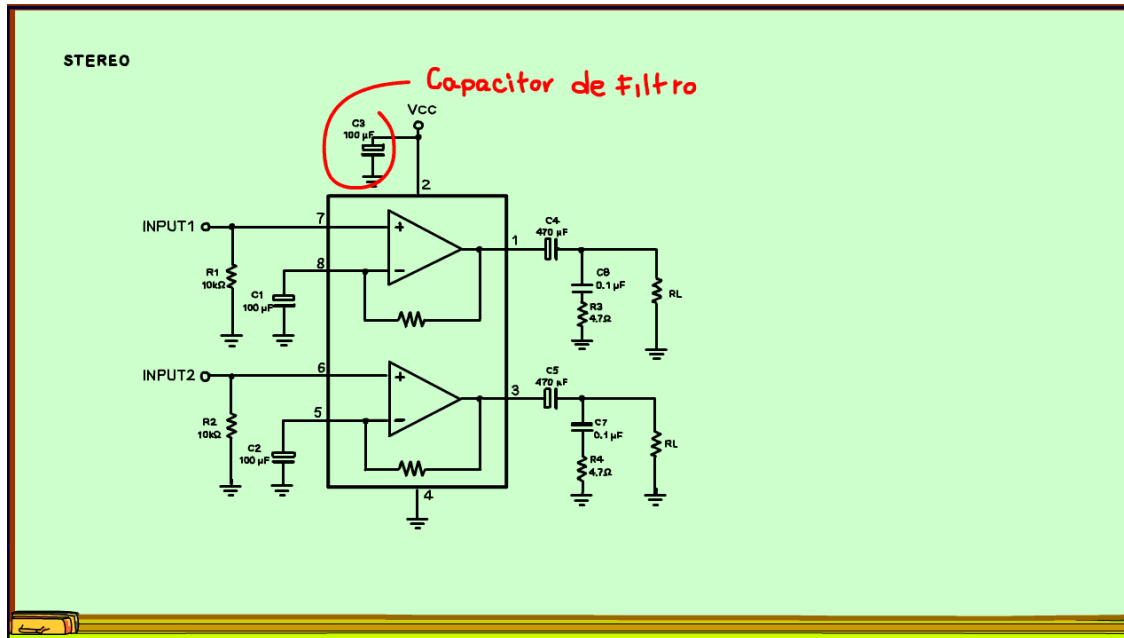 STEREO
Capacitor de Filtro
VCC
C3
100 µF
2
INPUT1
7
1
C4
470 µF
R1
10kΩ
8
C1
100 µF
C6
0.1 µF
R3
4.7Ω
RL
INPUT2
6
3
C5
470 µF
R2
10kΩ
5
C2
100 µF
C7
0.1 µF
R4
4.7Ω
RL
4